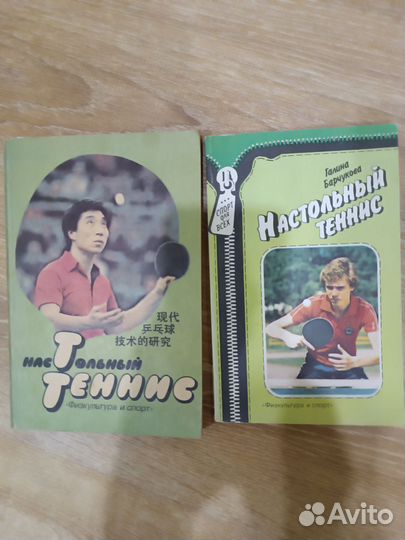 现代
乒乓球
技术的研究
НАСТОЛЬНЫЙ
ТЕННИС
«Физкультура и спорт»
СПОРТ ДЛЯ
ВСЕХ
Галина
Барчукова
НАСТОЛЬНЫЙ
ТЕННИС
«Физкультура и спорт»
Avito